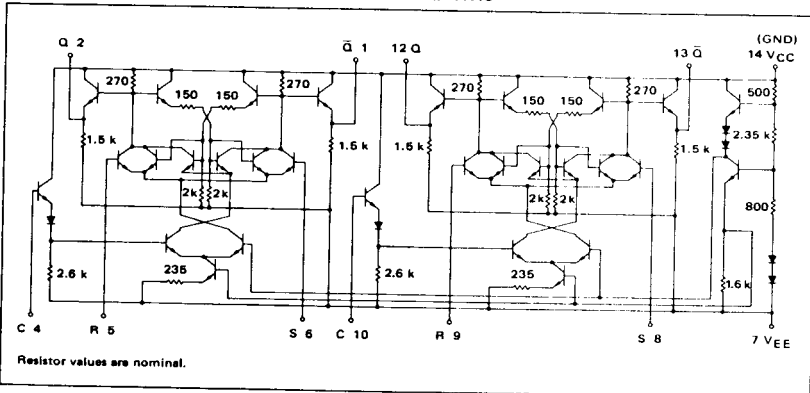 (GND)
Q 2
Q̄ 1
12 Q
13 Q̄
14 VCC
270
150
150
270
270
150
150
270
500
1.5 k
1.5 k
1.5 k
1.5 k
2.35 k
2k
2k
2k
2k
800
2.6 k
235
2.6 k
235
1.6 k
C 4
R 5
S 6
C 10
R 9
S 8
7 VEE
Resistor values are nominal.